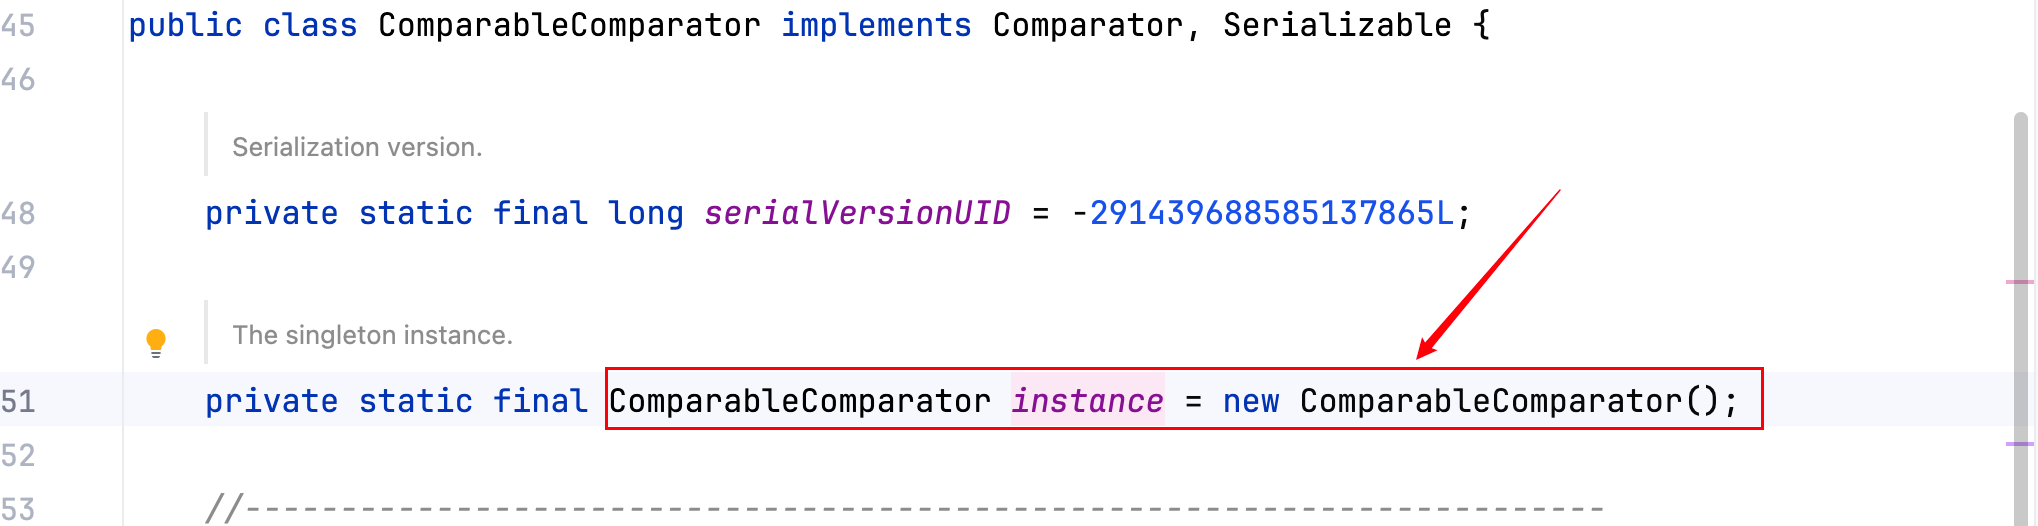 45 public class ComparableComparator implements Comparator, Serializable {
46
Serialization version.
48 private static final long serialVersionUID = -291439688585137865L;
49
The singleton instance.
51 private static final ComparableComparator instance = new ComparableComparator();
52
53 //-----------------------------------------------------------------------